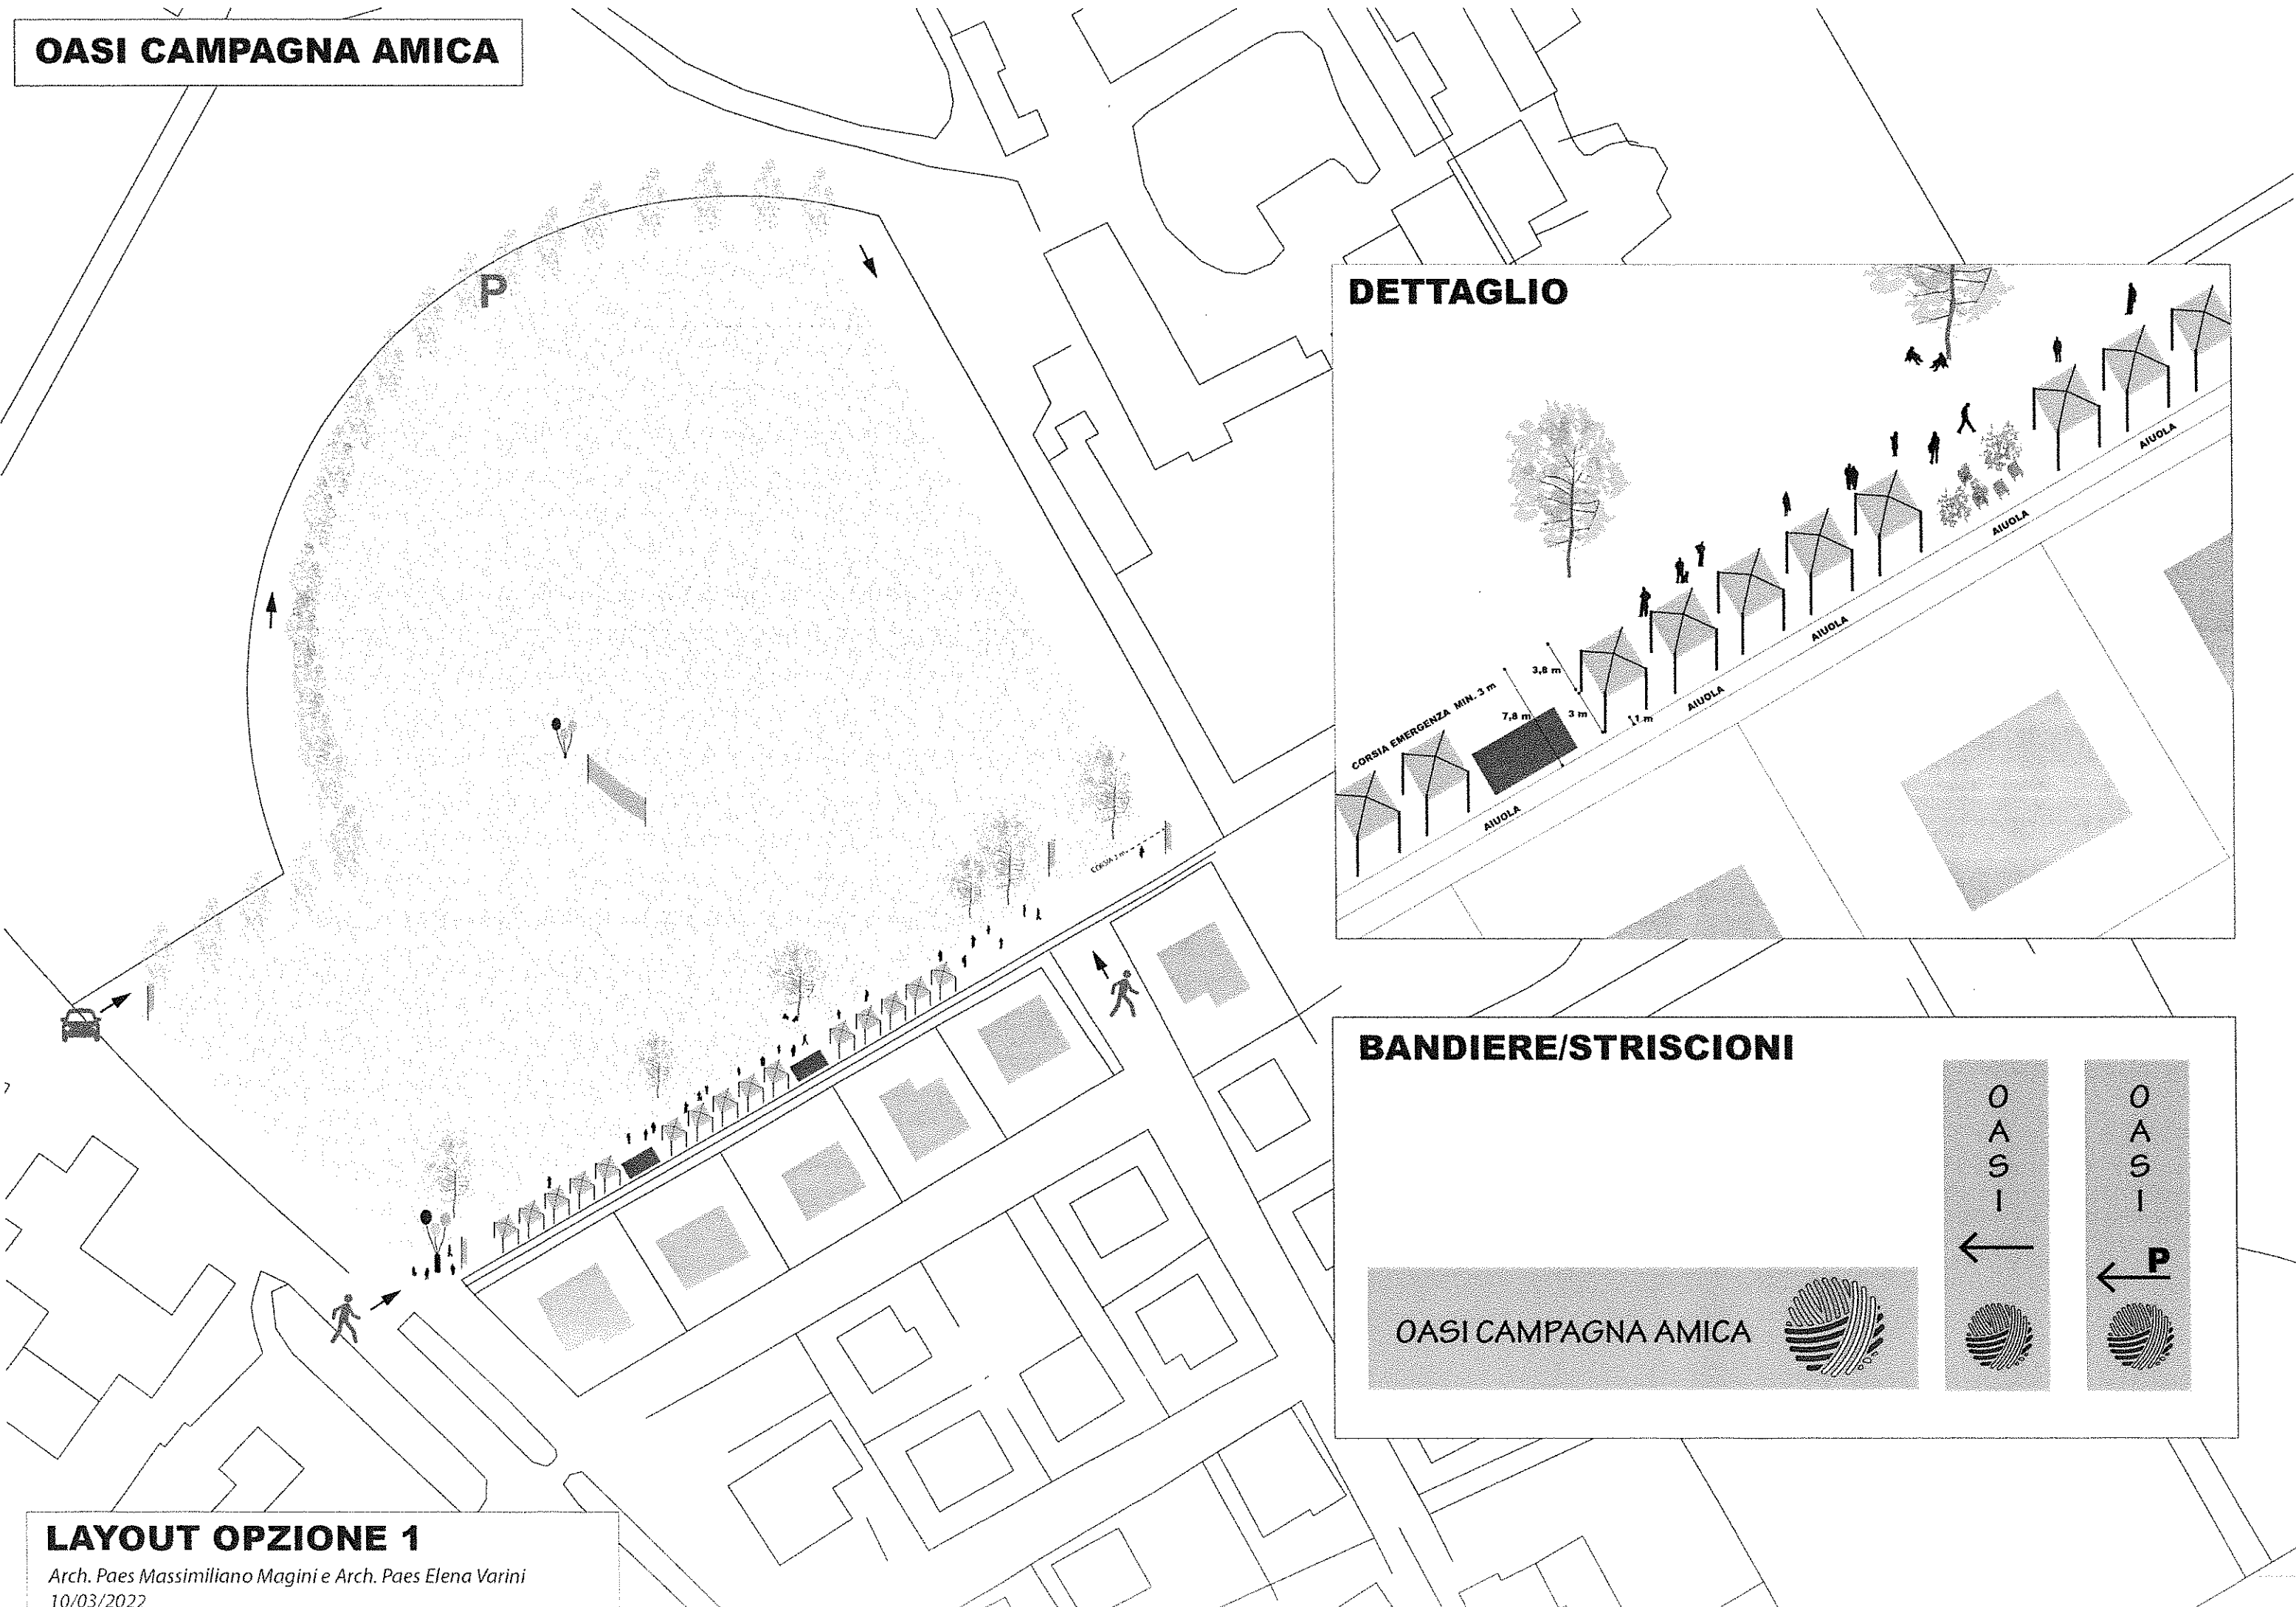 OASI CAMPAGNA AMICA
P
DETTAGLIO
AIUOLA
AIUOLA
AIUOLA
AIUOLA
AIUOLA
3,8 m
CORSIA EMERGENZA MIN. 3 m
7,8 m
3 m
1 m
BANDIERE/STRISCIONI
OASI CAMPAGNA AMICA
O
A
S
I
O
A
S
I
P
LAYOUT OPZIONE 1
Arch. Paes Massimiliano Magini e Arch. Paes Elena Varini
10/03/2022